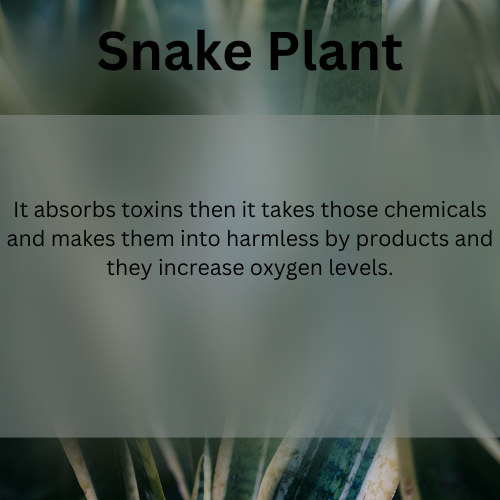 Snake Plant
It absorbs toxins then it takes those chemicals
and makes them into harmless by products and
they increase oxygen levels.